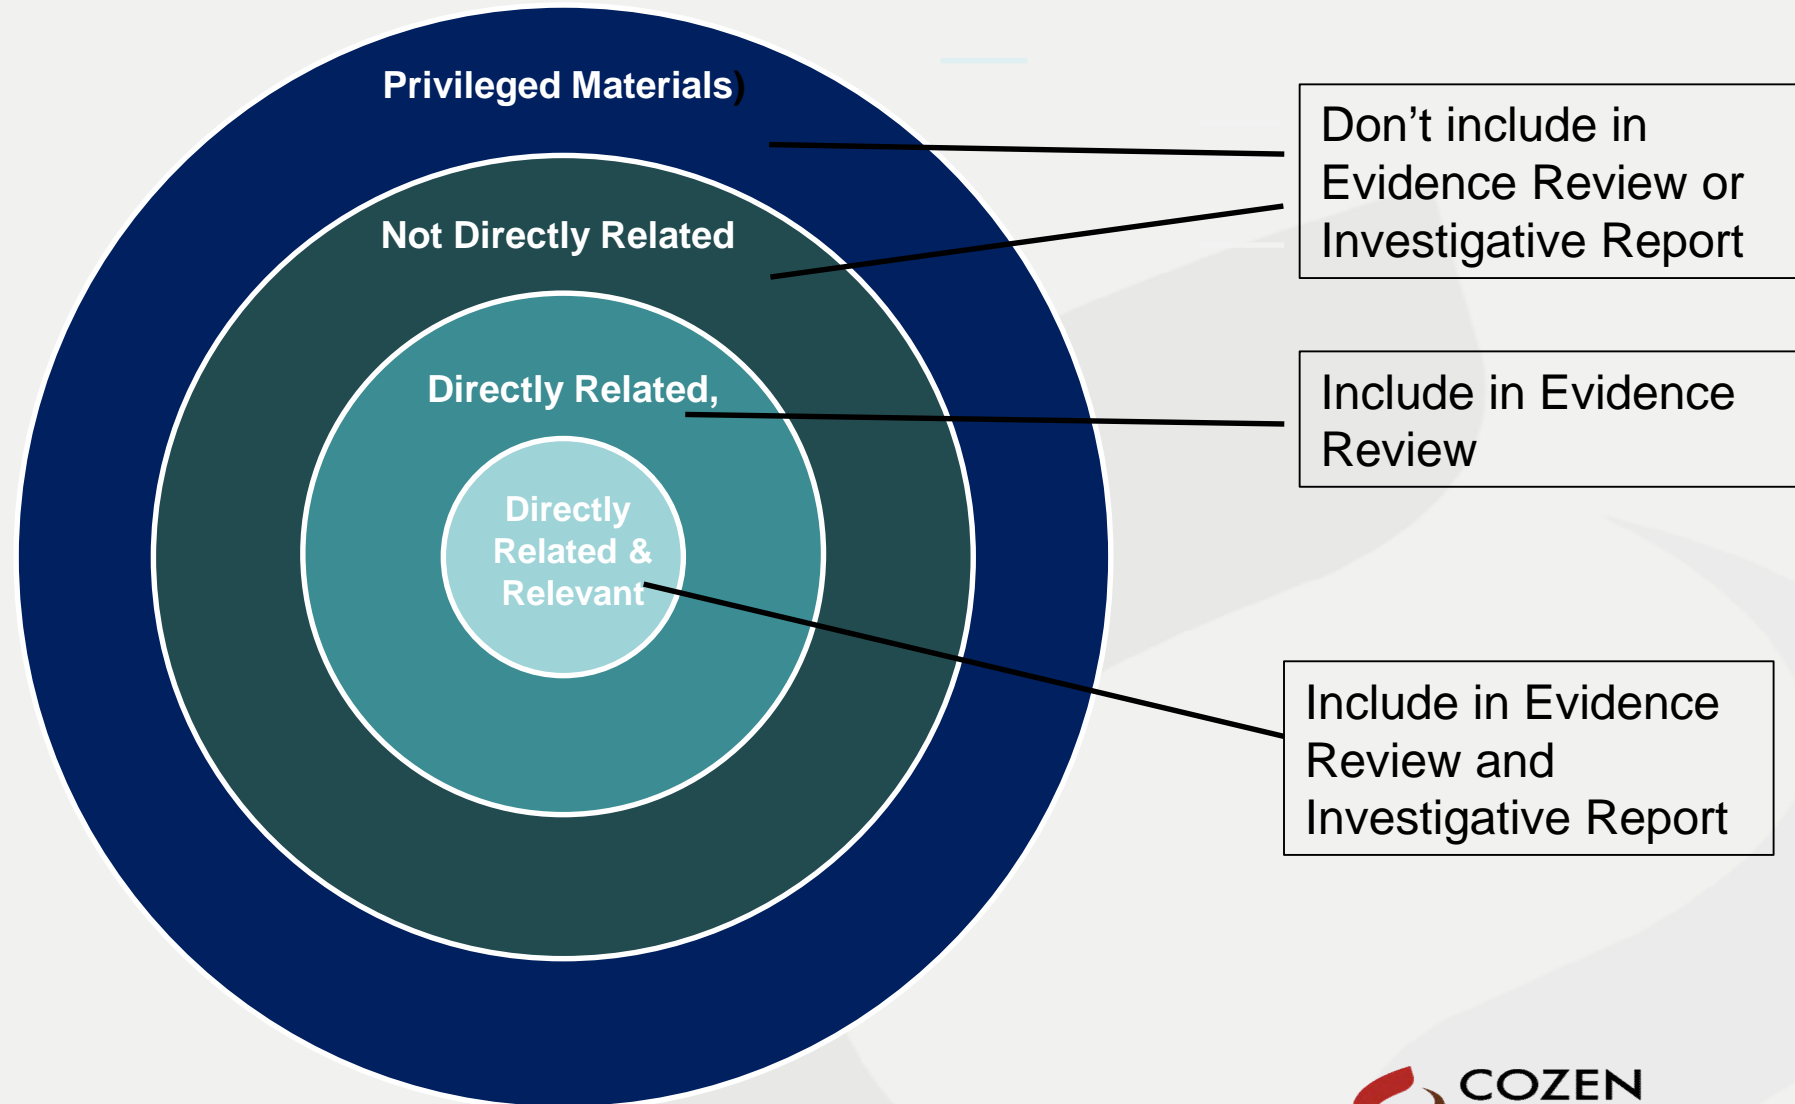 Privileged Materials)
Not Directly Related
Directly Related,
Directly
Related &
Relevant
Don't include in
Evidence Review or
Investigative Report
Include in Evidence
Review
Include in Evidence
Review and
Investigative Report
COZEN